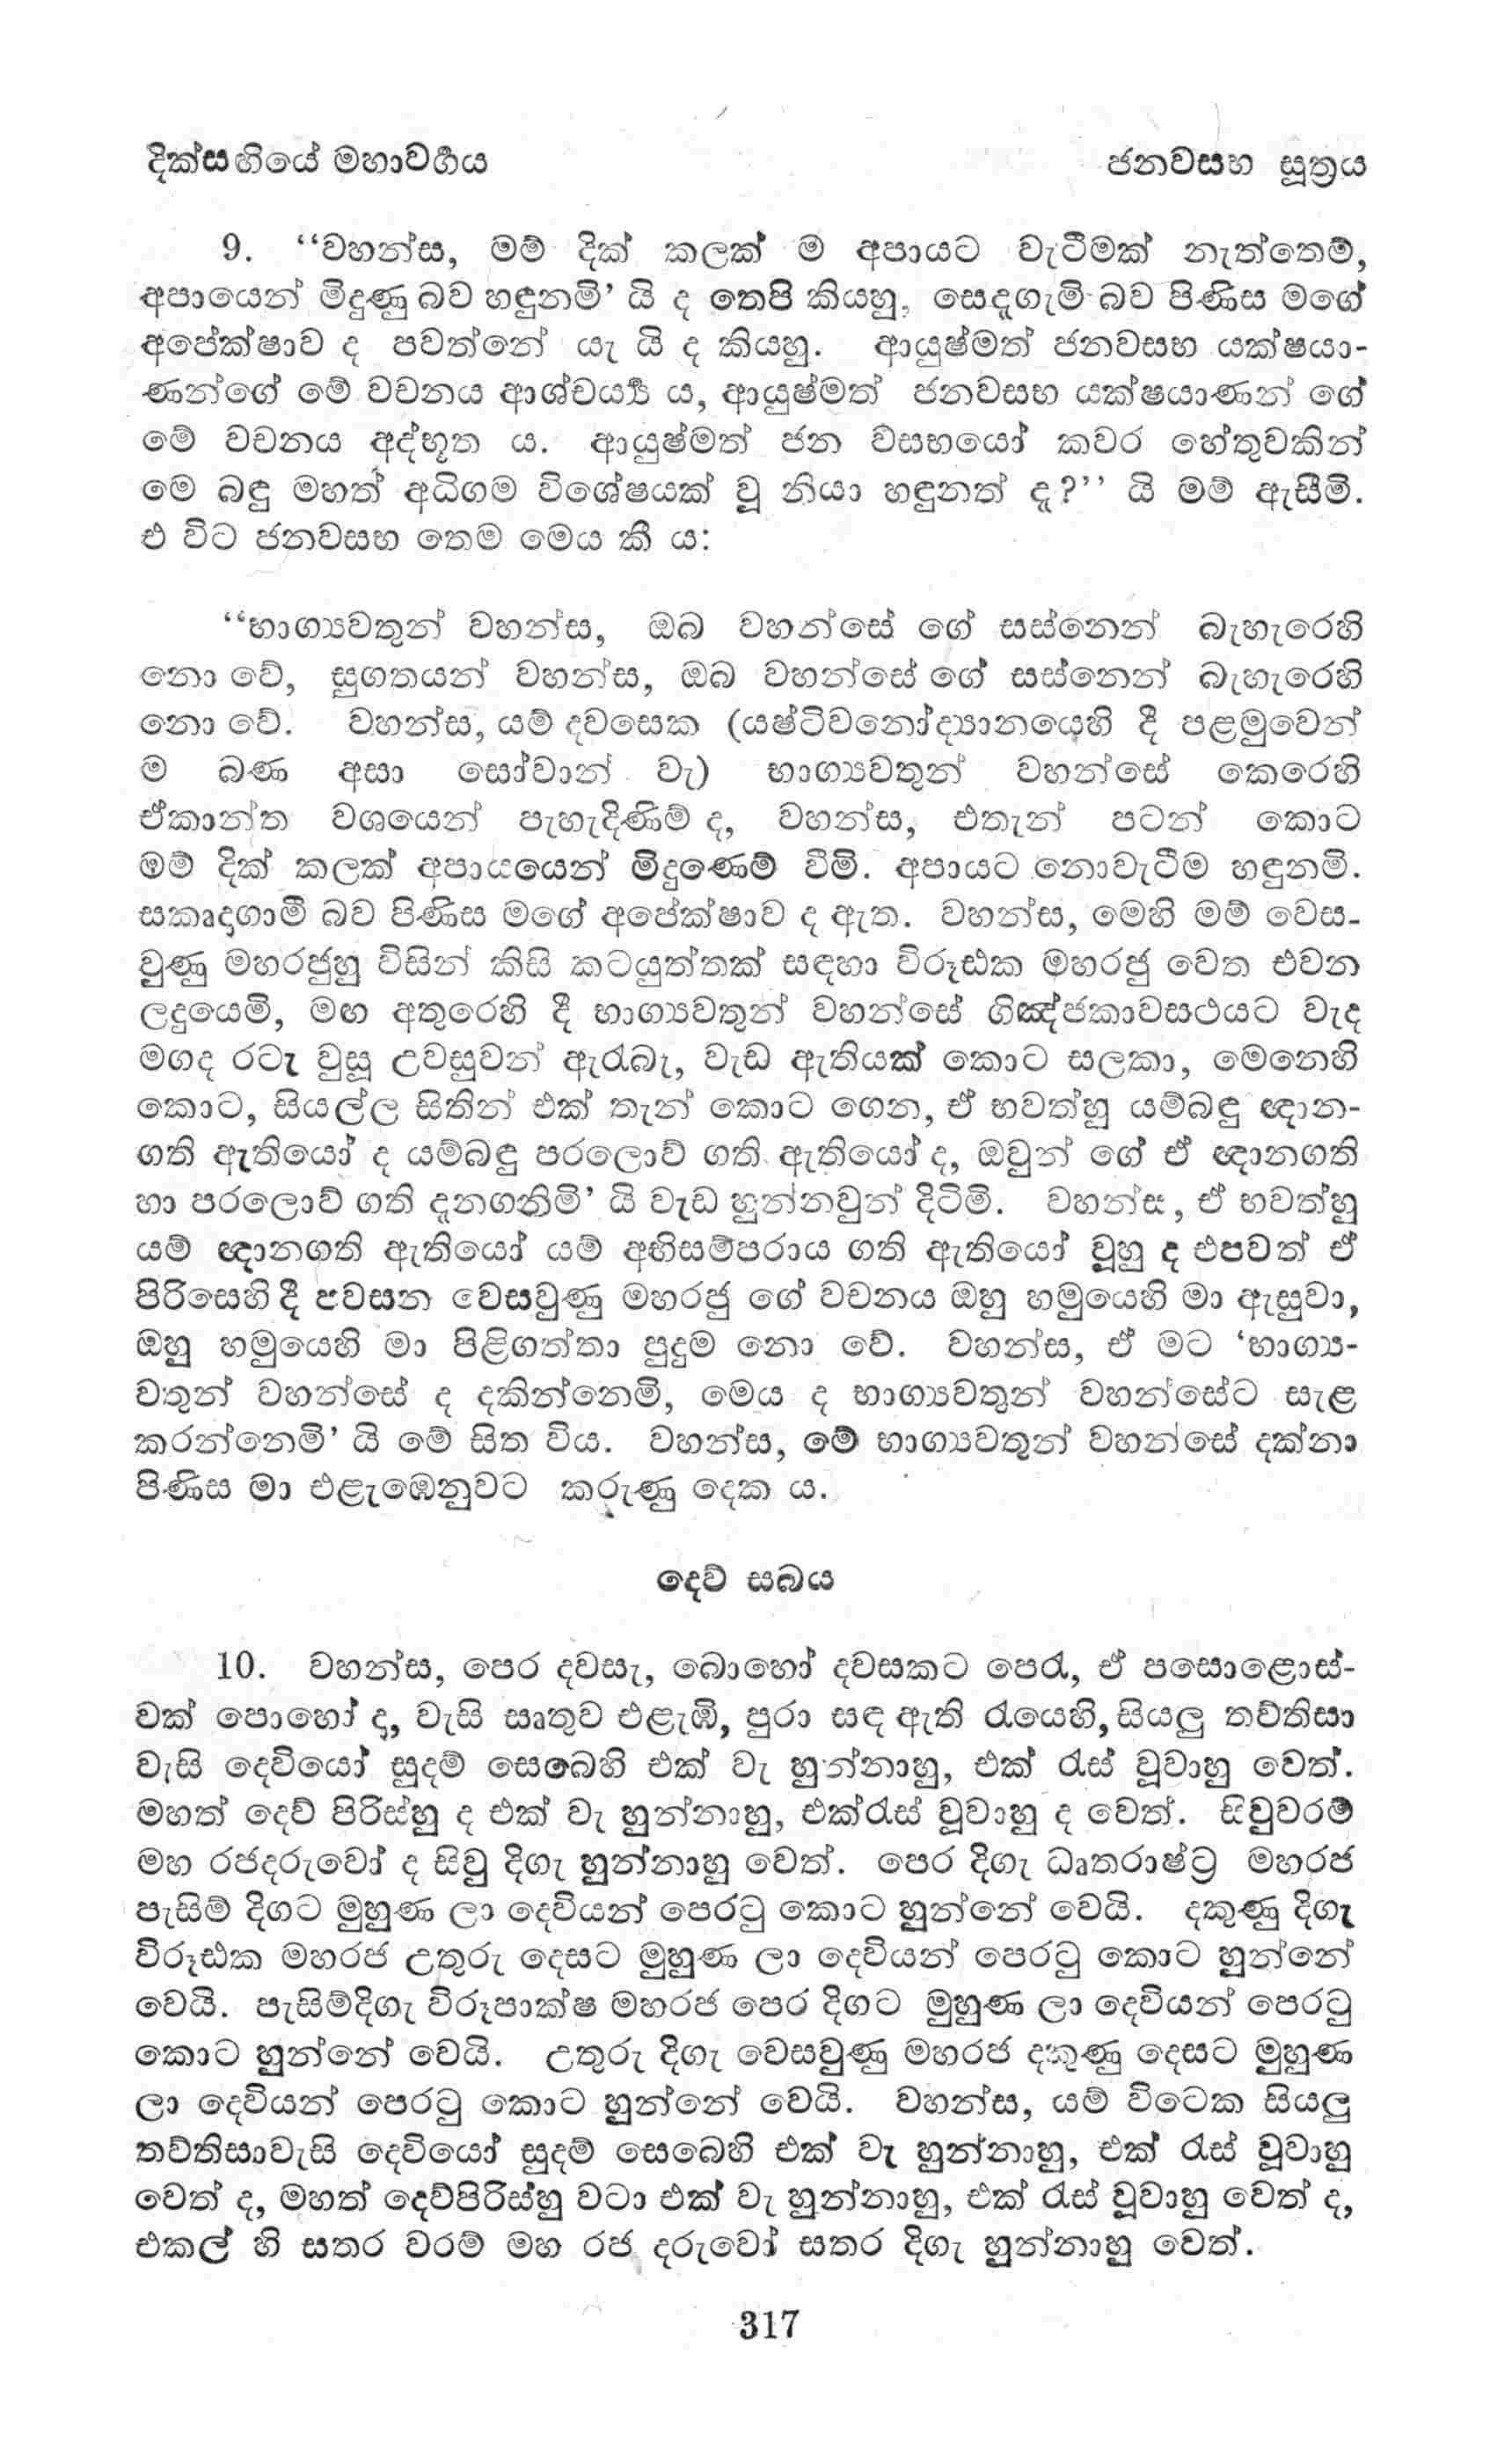 දික්සඟියේ මහාවර්‍ගය
ජනවසභ සූත්‍රය
9. “වහන්ස, මම් දික් කලක් ම අපායට වැටීමක් නැත්තෙම්,
අපායෙන් මිදුණු බව හඳුනමි’ යි ද තෙපි කියහු, සෙදැගැමි බව පිණිස මගේ
අපේක්ෂාව ද පවත්නේ යැ යි ද කියහු. ආයුෂ්මත් ජනවසභ යක්ෂයා-
ණන්ගේ මේ වචනය ආශ්චය්‍ය්‍ ය, ආයුෂ්මත් ජනවසභ යක්ෂයාණන් ගේ
මේ වචනය අද්භූත ය. ආයුෂ්මත් ජන වසභයෝ කවර හේතුවකින්
මෙ බඳු මහත් අධිගම විශේෂයක් වූ නියා හඳුනත් දැ?’’ යි මම් ඇසීමි.
එ විට ජනවසභ තෙම මෙය කී ය:
“භාග්‍යවතුන් වහන්ස, ඔබ වහන්සේ ගේ සස්නෙන් බැහැරෙහි
නො වේ, සුගතයන් වහන්ස, ඔබ වහන්සේ ගේ සස්නෙන් බැහැරෙහි
නො වේ. වහන්ස, යම් දවසෙක (යෂ්ටිවනෝද්‍යානයෙහි දී පළමුවෙන්
ම බණ අසා සෝවාන් වැ) භාග්‍යවතුන් වහන්සේ කෙරෙහි
ඒකාන්ත වශයෙන් පැහැදිණිම් ද, වහන්ස, එතැන් පටන් කොට
මම් දික් කලක් අපායයෙන් මිදුණෙම් වීමි. අපායට නොවැටීම හඳුනමි.
සකෘදාගාමී බව පිණිස මගේ අපේක්ෂාව ද ඇත. වහන්ස, මෙහි මම් වෙස-
වුණු මහරජුහු විසින් කිසි කටයුත්තක් සඳහා විරූඪක මහරජු වෙත එවන
ලදුයෙමි, මඟ අතුරෙහි දී භාග්‍යවතුන් වහන්සේ ගිඤ්ජකාවසථයට වැද
මගද රටැ වුසූ උවසුවන් ඇරැබැ, වැඩ ඇතියක් කොට සලකා, මෙනෙහි
කොට, සියල්ල සිතින් එක් තැන් කොට ගෙන, ඒ භවත්හු යම්බඳු ඥාන-
ගති ඇතියෝ ද යම්බඳු පරලොව් ගති ඇතියෝ ද, ඔවුන් ගේ ඒ ඥානගති
හා පරලොව් ගති දැනගනිමි’ යි වැඩ හුන්නවුන් දිටිමි. වහන්ස, ඒ භවත්හු
යම් ඥානගති ඇතියෝ යම් අභිසම්පරාය ගති ඇතියෝ වූහු ද එපවත් ඒ
පිරිසෙහි දී පවසන වෙසවුණු මහරජු ගේ වචනය ඔහු හමුයෙහි මා ඇසුවා,
ඔහු හමුයෙහි මා පිළිගත්තා පුදුම නො වේ. වහන්ස, ඒ මට ‘භාග්‍ය-
වතුන් වහන්සේ ද දකින්නෙමි, මෙය ද භාග්‍යවතුන් වහන්සේට සැළ
කරන්නෙමි’ යි මේ සිත විය. වහන්ස, මේ භාග්‍යවතුන් වහන්සේ දක්නා
පිණිස මා එළැඹෙනුවට කරුණු දෙක ය.
දෙව් සබය
10. වහන්ස, පෙර දවසැ, බොහෝ දවසකට පෙරැ, ඒ පසොළොස්-
වක් පොහෝ දා, වැසි සෘතුව එළැඹි, පුරා සඳ ඇති රැයෙහි, සියලු තව්තිසා
වැසි දෙවියෝ සුදම් සෙබෙහි එක් වැ හුන්නාහු, එක් රැස් වූවාහු වෙත්.
මහත් දෙව් පිරිස්හු ද එක් වැ හුන්නාහු, එක්රැස් වූවාහු ද වෙත්. සිවුවරම්
මහ රජදරුවෝ ද සිවු දිගැ හුන්නාහු වෙත්. පෙර දිගැ ධෘතරාෂ්ට්‍ර මහරජ
පැසිම් දිගට මුහුණ ලා දෙවියන් පෙරටු කොට හුන්නේ වෙයි. දකුණු දිගැ
විරූඪක මහරජ උතුරු දෙසට මුහුණ ලා දෙවියන් පෙරටු කොට හුන්නේ
වෙයි. පැසිම්දිගැ විරූපාක්ෂ මහරජ පෙර දිගට මුහුණ ලා දෙවියන් පෙරටු
කොට හුන්නේ වෙයි. උතුරු දිගැ වෙසවුණු මහරජ දකුණු දෙසට මුහුණ
ලා දෙවියන් පෙරටු කොට හුන්නේ වෙයි. වහන්ස, යම් විටෙක සියලු
තව්තිසාවැසි දෙවියෝ සුදම් සෙබෙහි එක් වැ හුන්නාහු, එක් රැස් වූවාහු
වෙත් ද, මහත් දෙව්පිරිස්හු වටා එක් වැ හුන්නාහු, එක් රැස් වූවාහු වෙත් ද,
එකල් හි සතර වරම් මහ රජ දරුවෝ සතර දිගැ හුන්නාහු වෙත්.
317